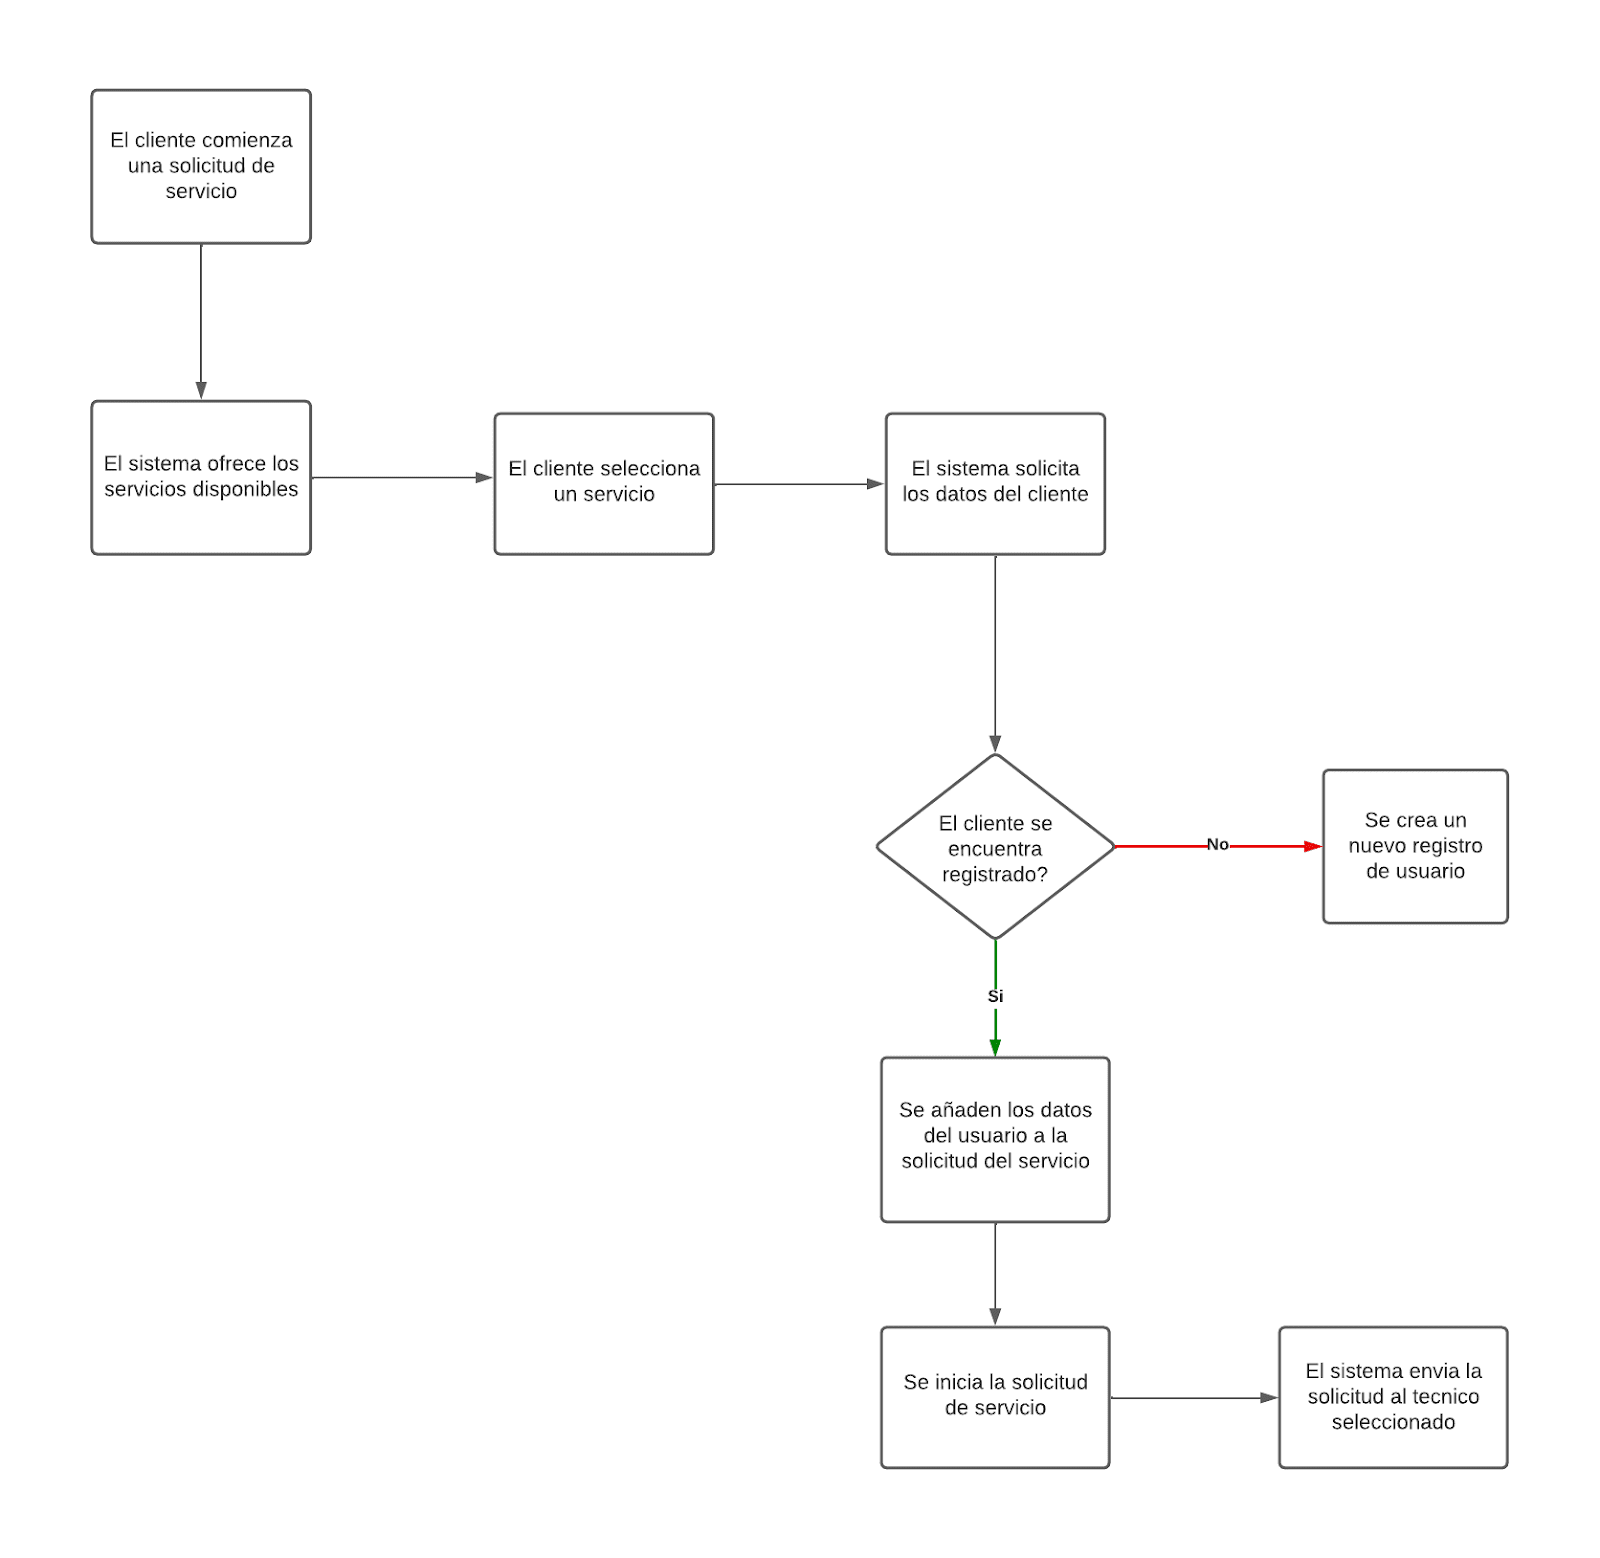 El cliente comienza
una solicitud de
servicio
El sistema ofrece los
servicios disponibles
El cliente selecciona
un servicio
El sistema solicita
los datos del cliente
El cliente se
encuentra
registrado?
No
Se crea un
nuevo registro
de usuario
Si
Se añaden los datos
del usuario a la
solicitud del servicio
Se inicia la solicitud
de servicio
El sistema envia la
solicitud al tecnico
seleccionado